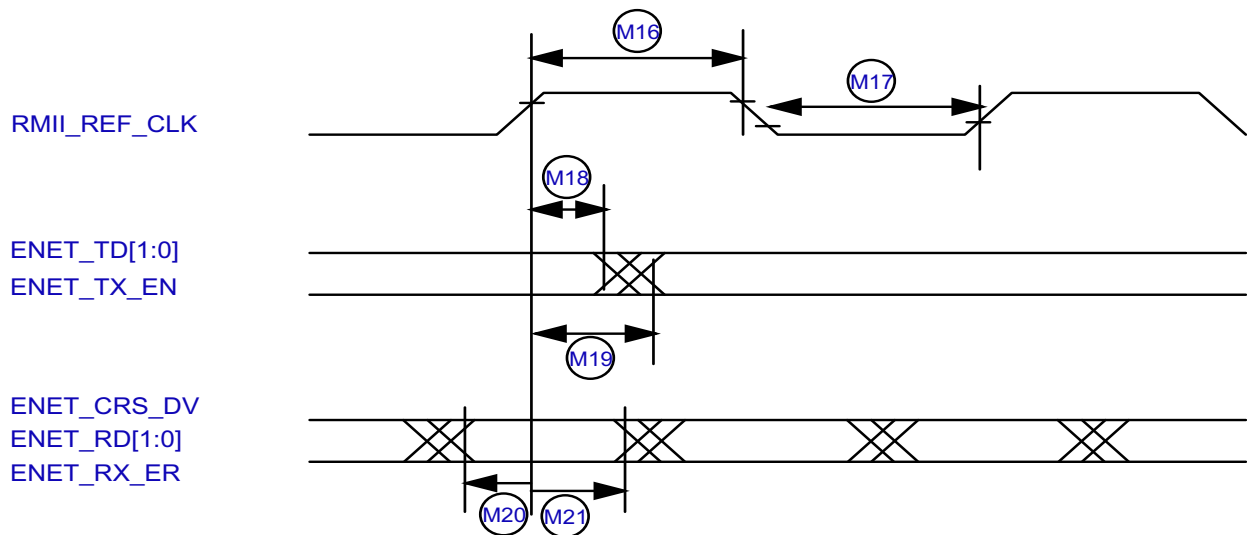 M16
M17
RMII_REF_CLK
M18
ENET_TD[1:0]
ENET_TX_EN
M19
ENET_CRS_DV
ENET_RD[1:0]
ENET_RX_ER
M20
M21